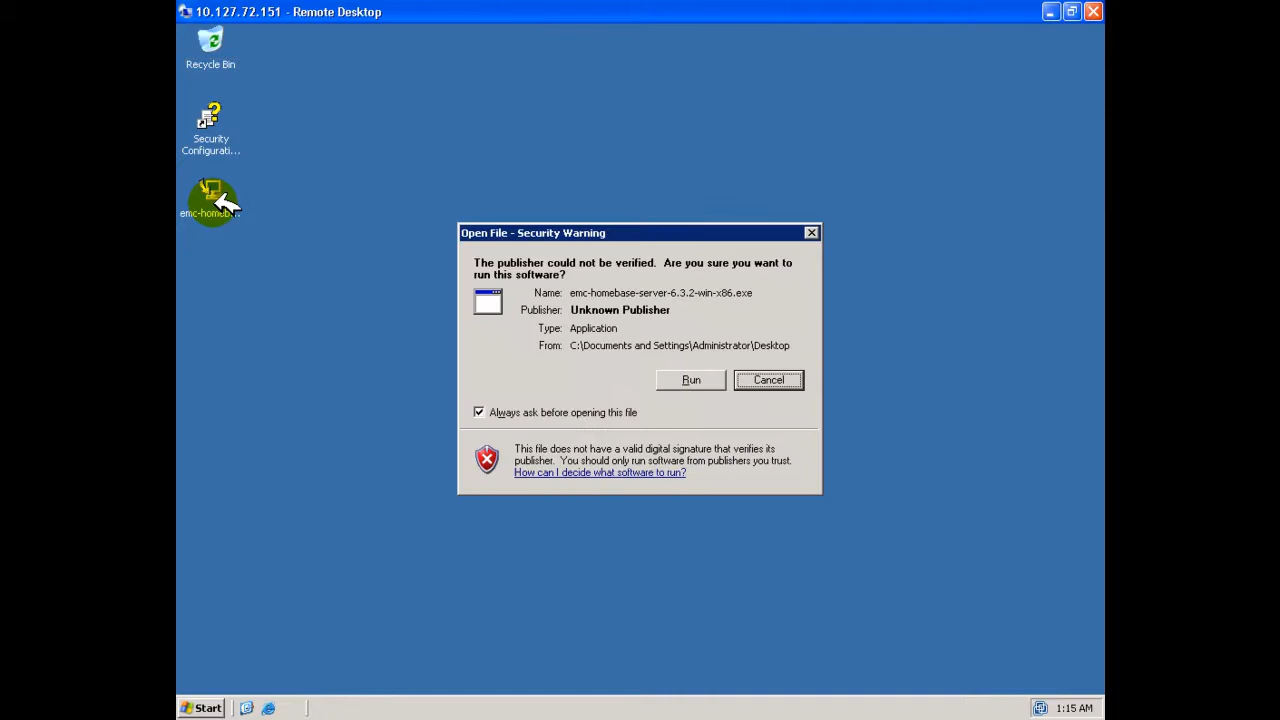 10.127.72.151 - Remote Desktop
Recycle Bin
Security
Configurati...
emc-homeb...
Open File - Security Warning
The publisher could not be verified.  Are you sure you want to
run this software?
Name: emc-homebase-server-6.3.2-win-x86.exe
Publisher: Unknown Publisher
Type: Application
From: C:\Documents and Settings\Administrator\Desktop
Run
Cancel
Always ask before opening this file
This file does not have a valid digital signature that verifies its
publisher.  You should only run software from publishers you trust.
How can I decide what software to run?
Start
1:15 AM